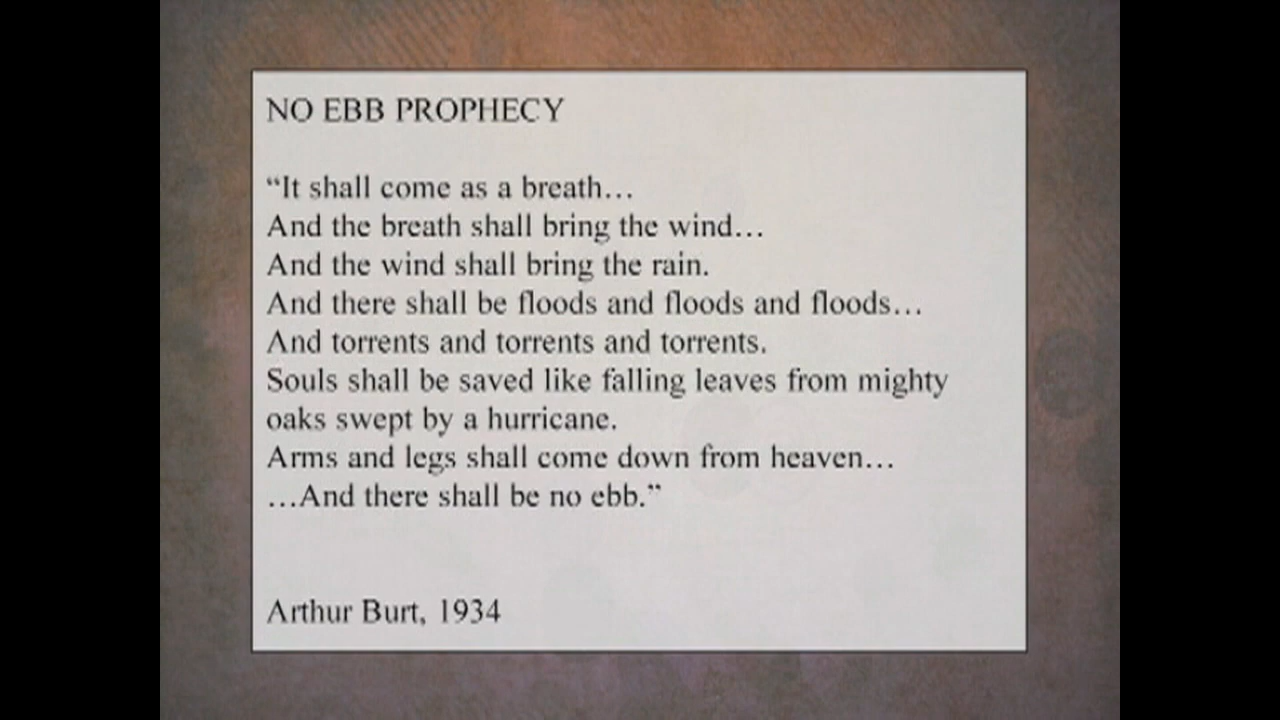 NO EBB PROPHECY
“It shall come as a breath…
And the breath shall bring the wind…
And the wind shall bring the rain.
And there shall be floods and floods and floods…
And torrents and torrents and torrents.
Souls shall be saved like falling leaves from mighty
oaks swept by a hurricane.
Arms and legs shall come down from heaven…
…And there shall be no ebb.”
Arthur Burt, 1934